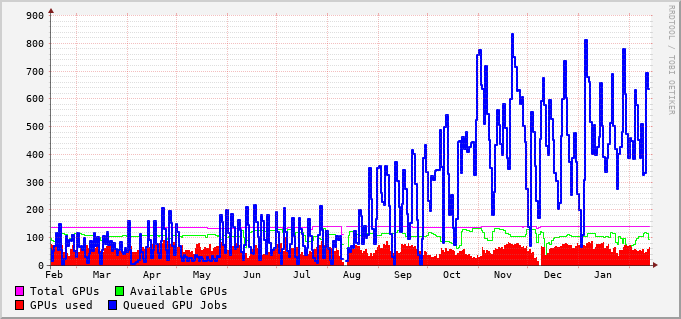 900
800
700
600
500
400
300
200
100
0
Feb Mar Apr May Jun Jul Aug Sep Oct Nov Dec Jan
Total GPUs Available GPUs
GPUs used Queued GPU Jobs
RRDTOOL / TOBI OETIKER